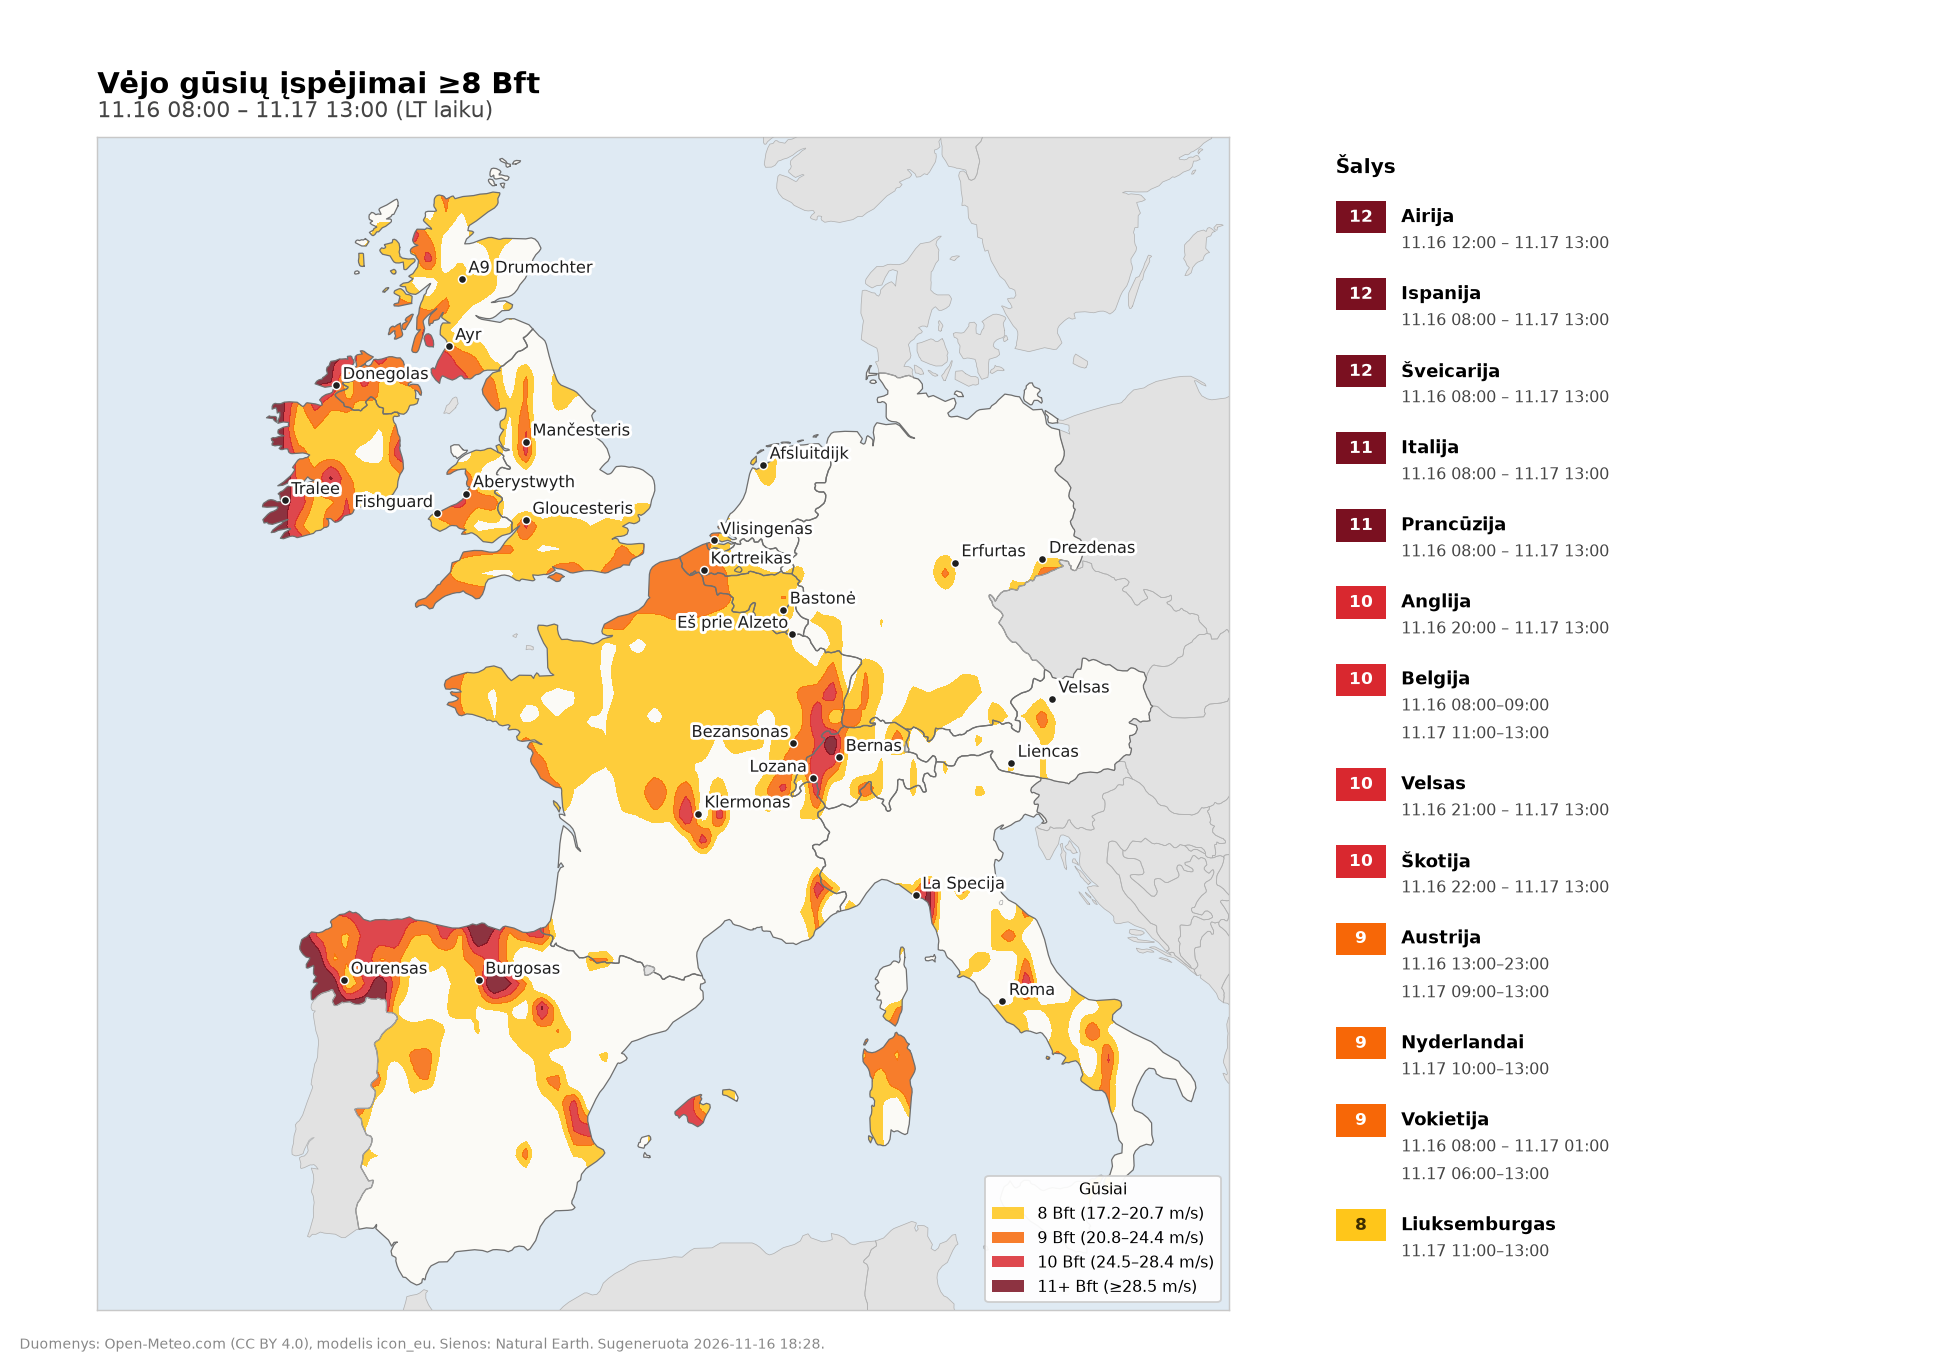 Vėjo gūsių įspėjimai ≥8 Bft
11.16 08:00 – 11.17 13:00 (LT laiku)
A9 Drumochter
Ayr
Donegolas
Mančesteris
Afsluitdijk
Tralee
Aberystwyth
Fishguard
Gloucesteris
Vlisingenas
Kortreikas
Erfurtas
Drezdenas
Bastonė
Eš prie Alzeto
Velsas
Bezansonas
Bernas
Liencas
Lozana
Klermonas
La Specija
Ourensas
Burgosas
Roma
Gūsiai
8 Bft (17.2–20.7 m/s)
9 Bft (20.8–24.4 m/s)
10 Bft (24.5–28.4 m/s)
11+ Bft (≥28.5 m/s)
Šalys
12 Airija
11.16 12:00 – 11.17 13:00
12 Ispanija
11.16 08:00 – 11.17 13:00
12 Šveicarija
11.16 08:00 – 11.17 13:00
11 Italija
11.16 08:00 – 11.17 13:00
11 Prancūzija
11.16 08:00 – 11.17 13:00
10 Anglija
11.16 20:00 – 11.17 13:00
10 Belgija
11.16 08:00–09:00
11.17 11:00–13:00
10 Velsas
11.16 21:00 – 11.17 13:00
10 Škotija
11.16 22:00 – 11.17 13:00
9 Austrija
11.16 13:00–23:00
11.17 09:00–13:00
9 Nyderlandai
11.17 10:00–13:00
9 Vokietija
11.16 08:00 – 11.17 01:00
11.17 06:00–13:00
8 Liuksemburgas
11.17 11:00–13:00
Duomenys: Open-Meteo.com (CC BY 4.0), modelis icon_eu. Sienos: Natural Earth. Sugeneruota 2026-11-16 18:28.